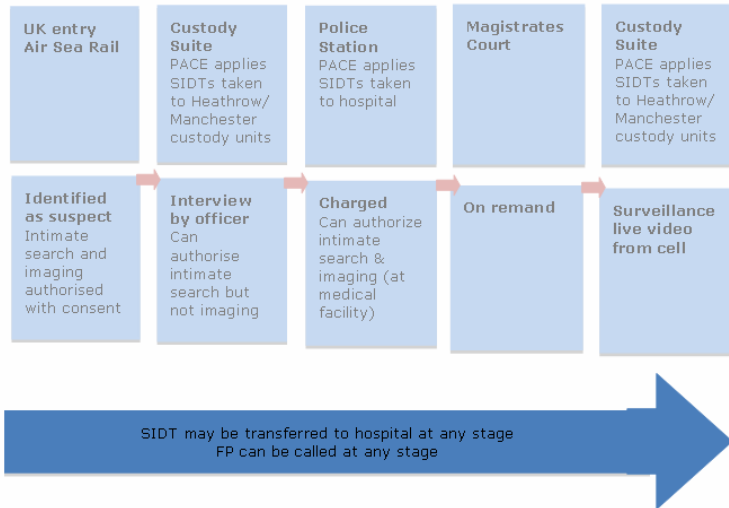 UK entry
Air Sea Rail
Custody
Suite
PACE applies
SIDTs taken
to Heathrow/
Manchester
custody units
Police
Station
PACE applies
SIDTs taken
to hospital
Magistrates
Court
Custody
Suite
PACE applies
SIDTs taken
to Heathrow/
Manchester
custody units
Identified
as suspect
Intimate
search and
imaging
authorised
with consent
Interview
by officer
Can
authorise
intimate
search but
not imaging
Charged
Can authorize
intimate
search &
imaging (at
medical
facility)
On remand
Surveillance
live video
from cell
SIDT may be transferred to hospital at any stage
FP can be called at any stage